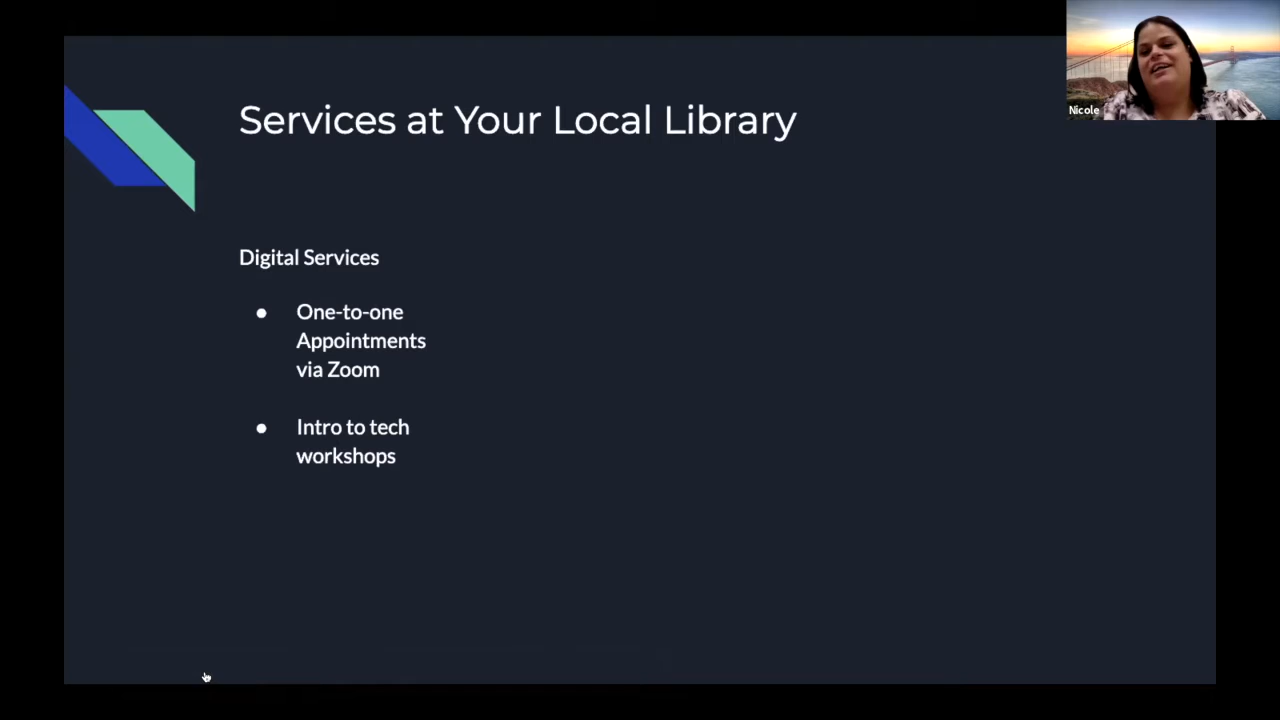 Services at Your Local Library
Nicole
Digital Services
● One-to-one
Appointments
via Zoom
● Intro to tech
workshops